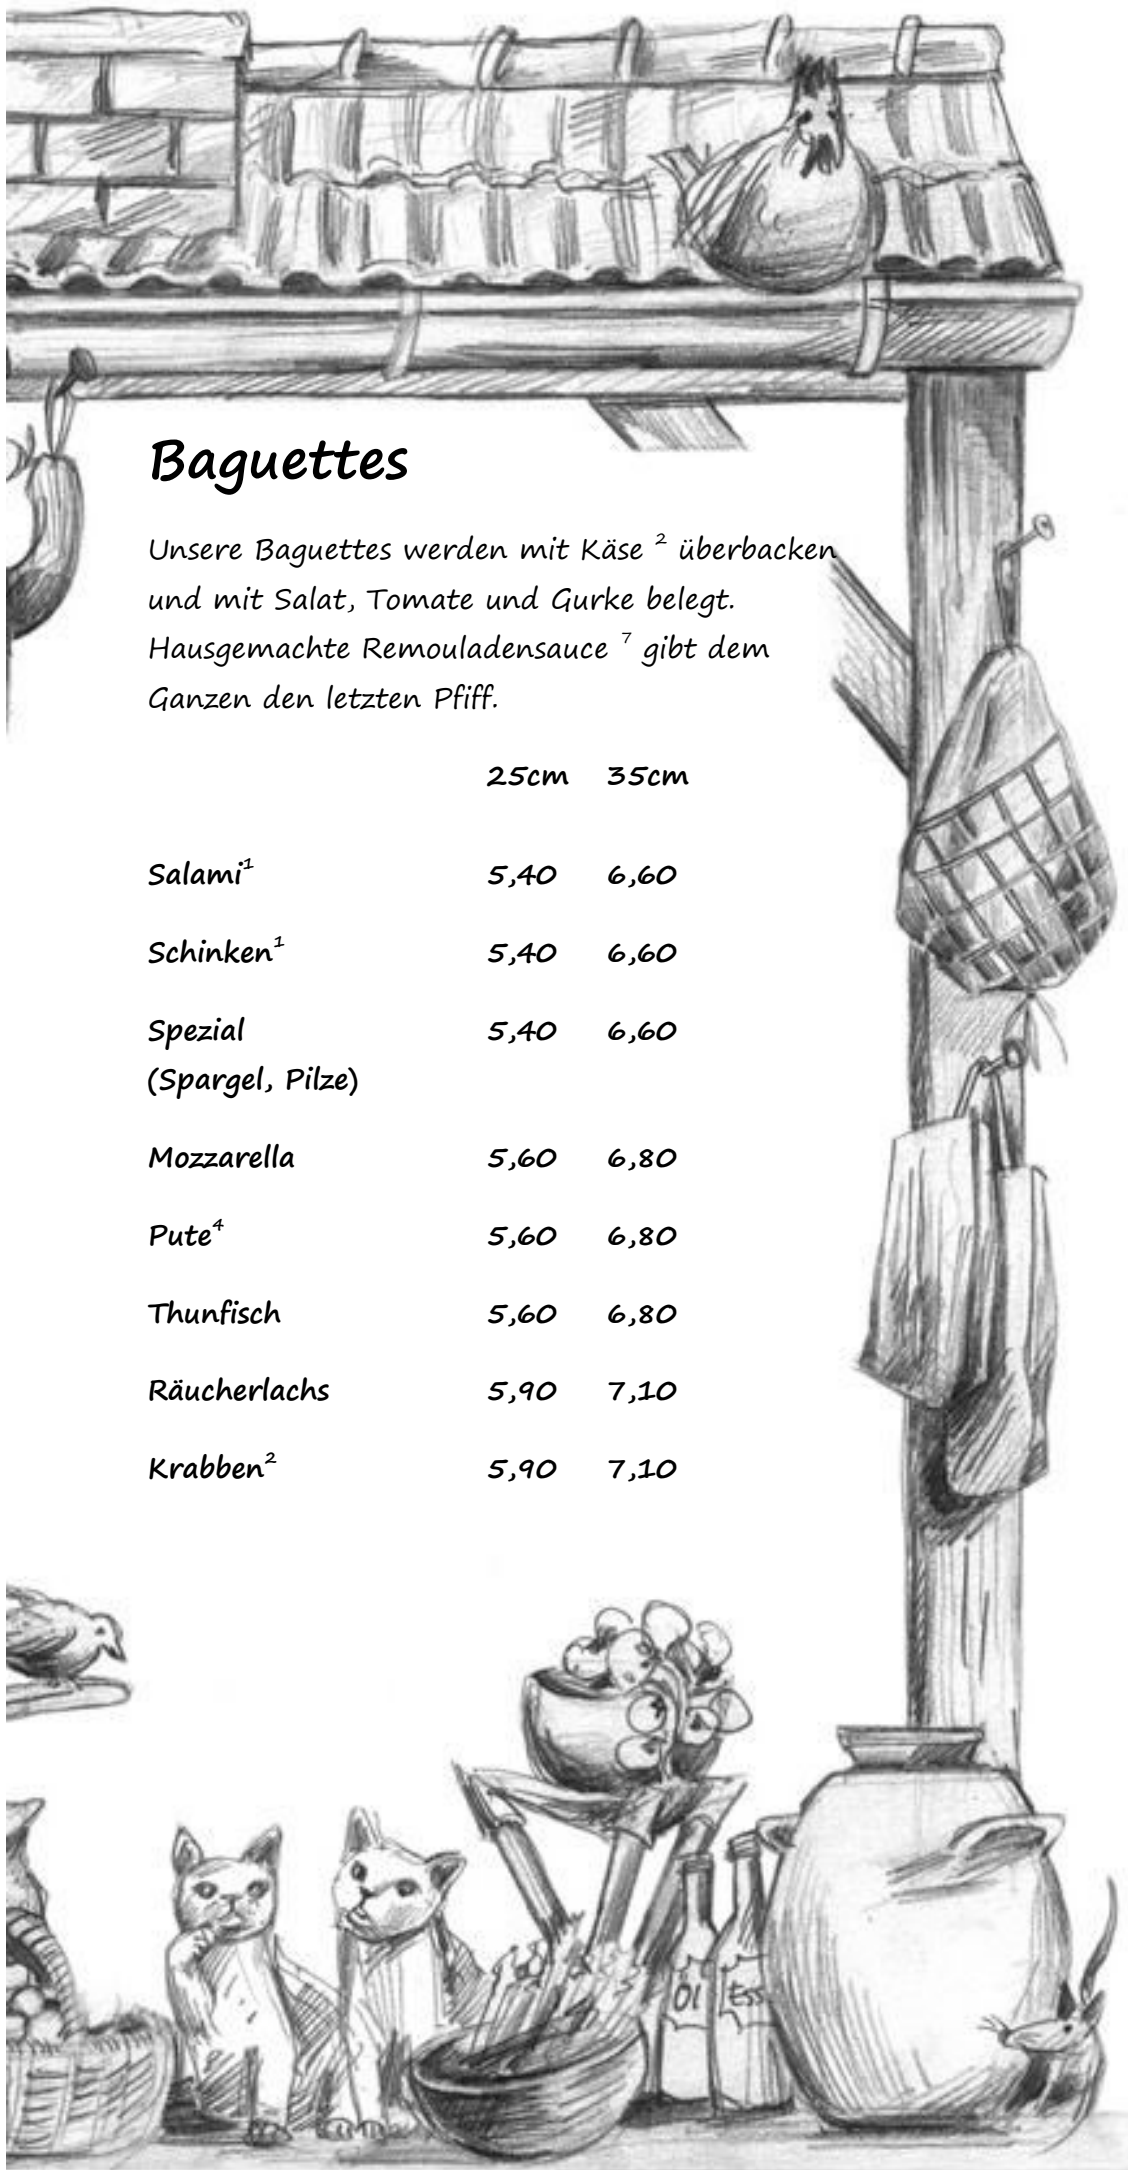 Baguettes
Unsere Baguettes werden mit Käse ² überbacken
und mit Salat, Tomate und Gurke belegt.
Hausgemachte Remouladensauce ⁷ gibt dem
Ganzen den letzten Pfiff.
25cm 35cm
Salami¹ 5,40 6,60
Schinken¹ 5,40 6,60
Spezial 5,40 6,60
(Spargel, Pilze)
Mozzarella 5,60 6,80
Pute⁴ 5,60 6,80
Thunfisch 5,60 6,80
Räucherlachs 5,90 7,10
Krabben² 5,90 7,10
Öl Ess